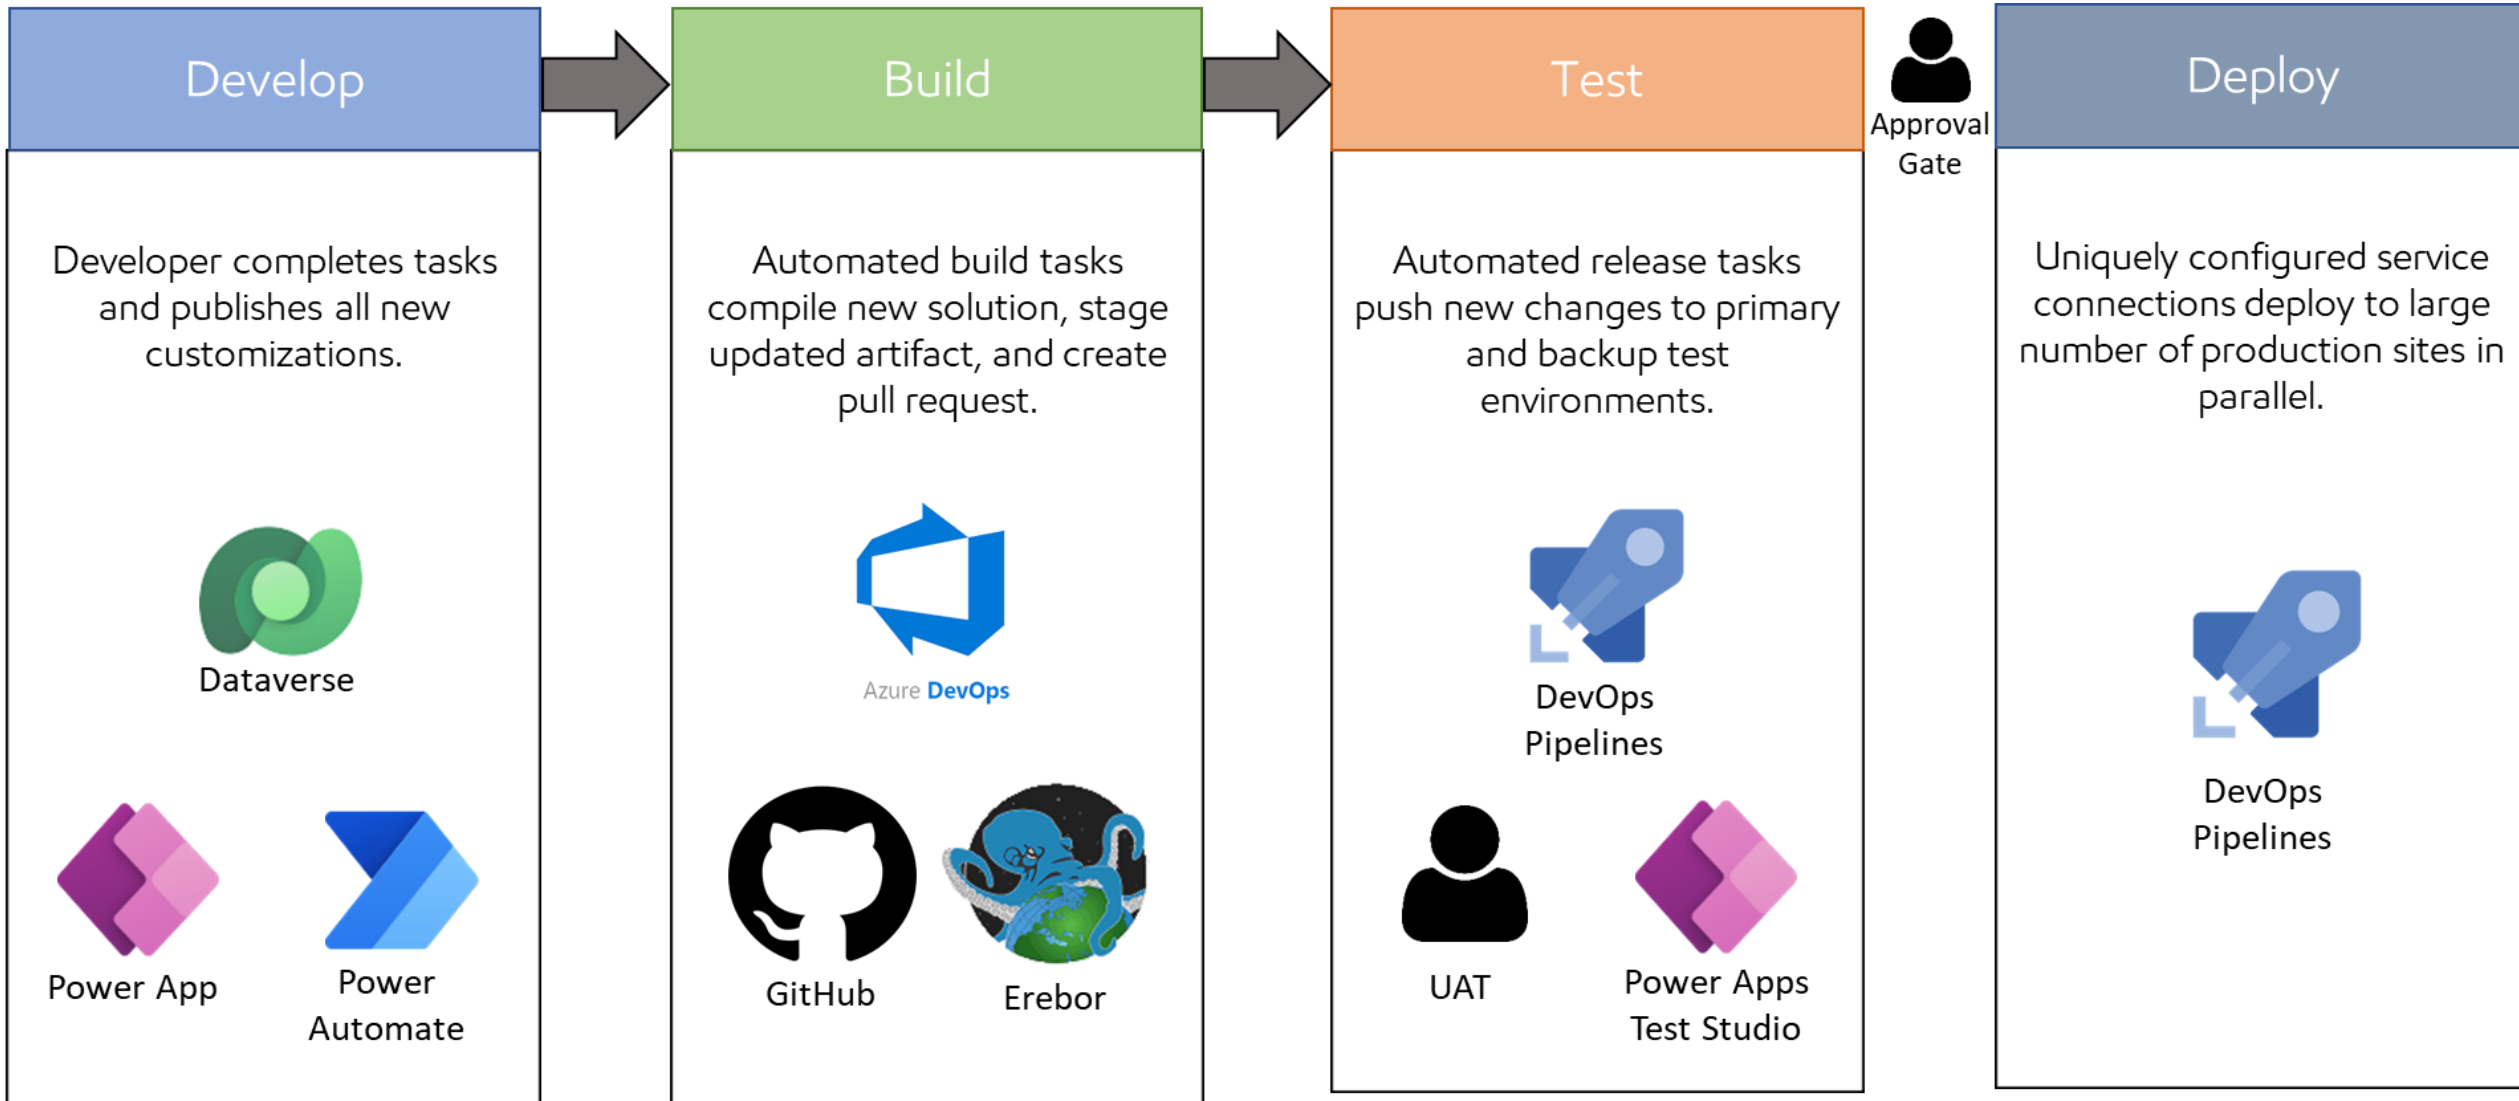 Develop
Developer completes tasks
and publishes all new
customizations.
Dataverse
Power App
Power
Automate
Build
Automated build tasks
compile new solution, stage
updated artifact, and create
pull request.
Azure DevOps
GitHub
Erebor
Test
Automated release tasks
push new changes to primary
and backup test
environments.
DevOps
Pipelines
UAT
Power Apps
Test Studio
Approval
Gate
Deploy
Uniquely configured service
connections deploy to large
number of production sites in
parallel.
DevOps
Pipelines